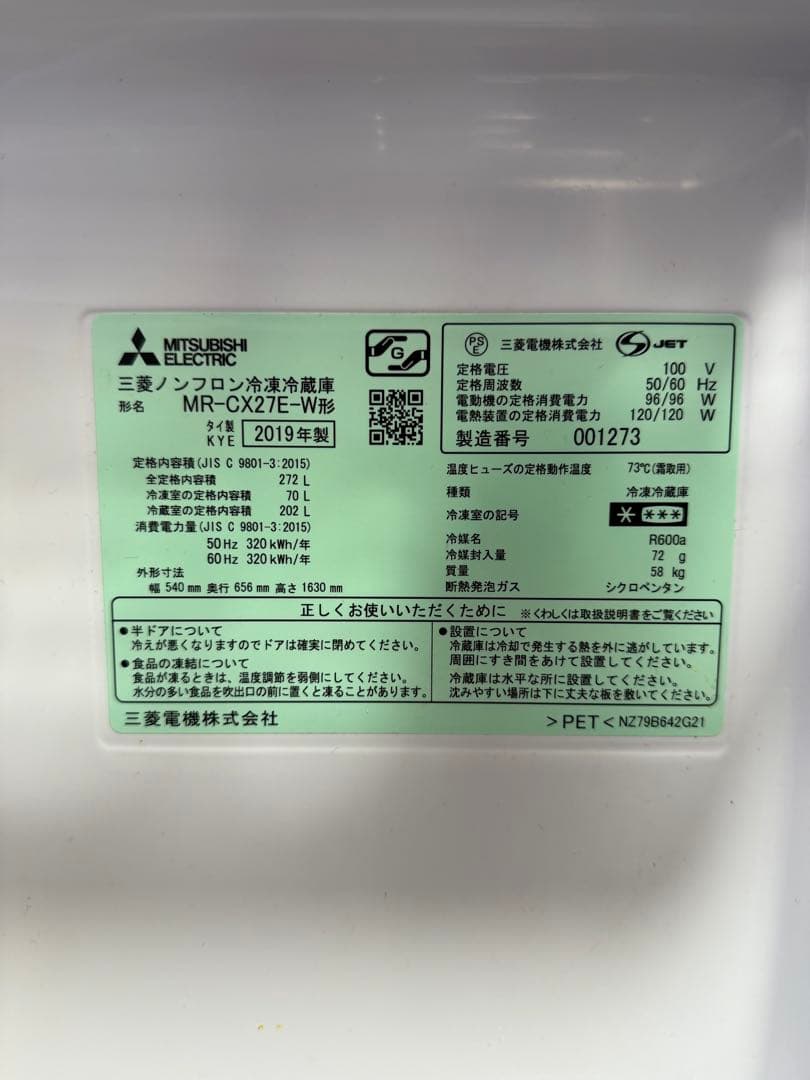 MITSUBISHI
ELECTRIC
三菱ノンフロン冷凍冷蔵庫
形名 MR-CX27E-W形
タイ製
KYE 2019年製
G
PS
E
三菱電機株式会社 JET
定格電圧 100 V
定格周波数 50/60 Hz
電動機の定格消費電力 96/96 W
電熱装置の定格消費電力 120/120 W
製造番号 001273
定格内容積(JIS C 9801-3:2015)
全定格内容積 272 L
冷凍室の定格内容積 70 L
冷蔵室の定格内容積 202 L
消費電力量(JIS C 9801-3:2015)
50Hz 320kWh/年
60Hz 320kWh/年
外形寸法
幅 540mm 奥行 656mm 高さ 1630mm
温度ヒューズの定格動作温度 73℃(霜取用)
種類 冷凍冷蔵庫
冷凍室の記号 * ***
冷媒名 R600a
冷媒封入量 72 g
質量 58 kg
断熱発泡ガス シクロペンタン
正しくお使いいただくために ※くわしくは取扱説明書をご覧ください
●半ドアについて
冷えが悪くなりますのでドアは確実に閉めてください。
●食品の凍結について
食品が凍るときは、温度調節を弱側にしてください。
水分の多い食品を吹出口の前に置くと凍ることがあります。
●設置について
冷蔵庫は冷却で発生する熱を外に逃がしています。
周囲にすき間をあけて設置してください。
冷蔵庫は水平な所に設置してください。
沈みやすい場所は下に丈夫な板を敷いてください。
三菱電機株式会社 >PET< NZ79B642G21